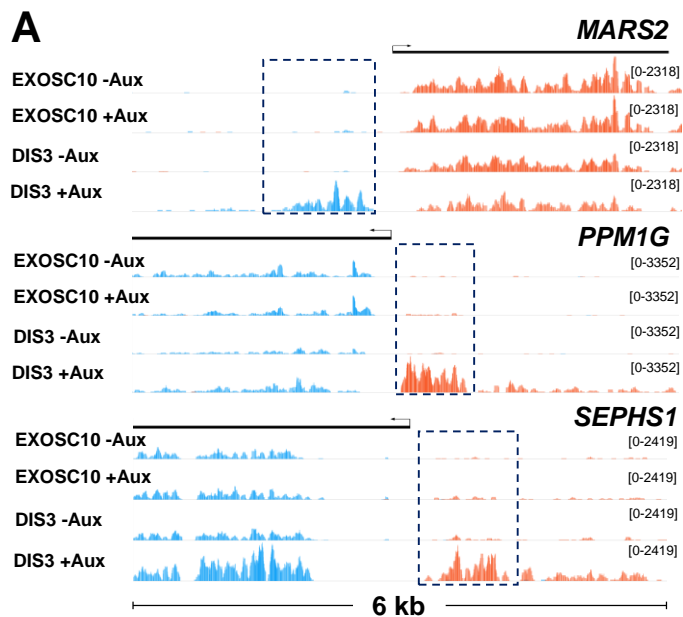 A
MARS2
EXOSC10 -Aux [0-2318]
EXOSC10 +Aux [0-2318]
DIS3 -Aux [0-2318]
DIS3 +Aux [0-2318]
PPM1G
EXOSC10 -Aux [0-3352]
EXOSC10 +Aux [0-3352]
DIS3 -Aux [0-3352]
DIS3 +Aux [0-3352]
SEPHS1
EXOSC10 -Aux [0-2419]
EXOSC10 +Aux [0-2419]
DIS3 -Aux [0-2419]
DIS3 +Aux [0-2419]
6 kb